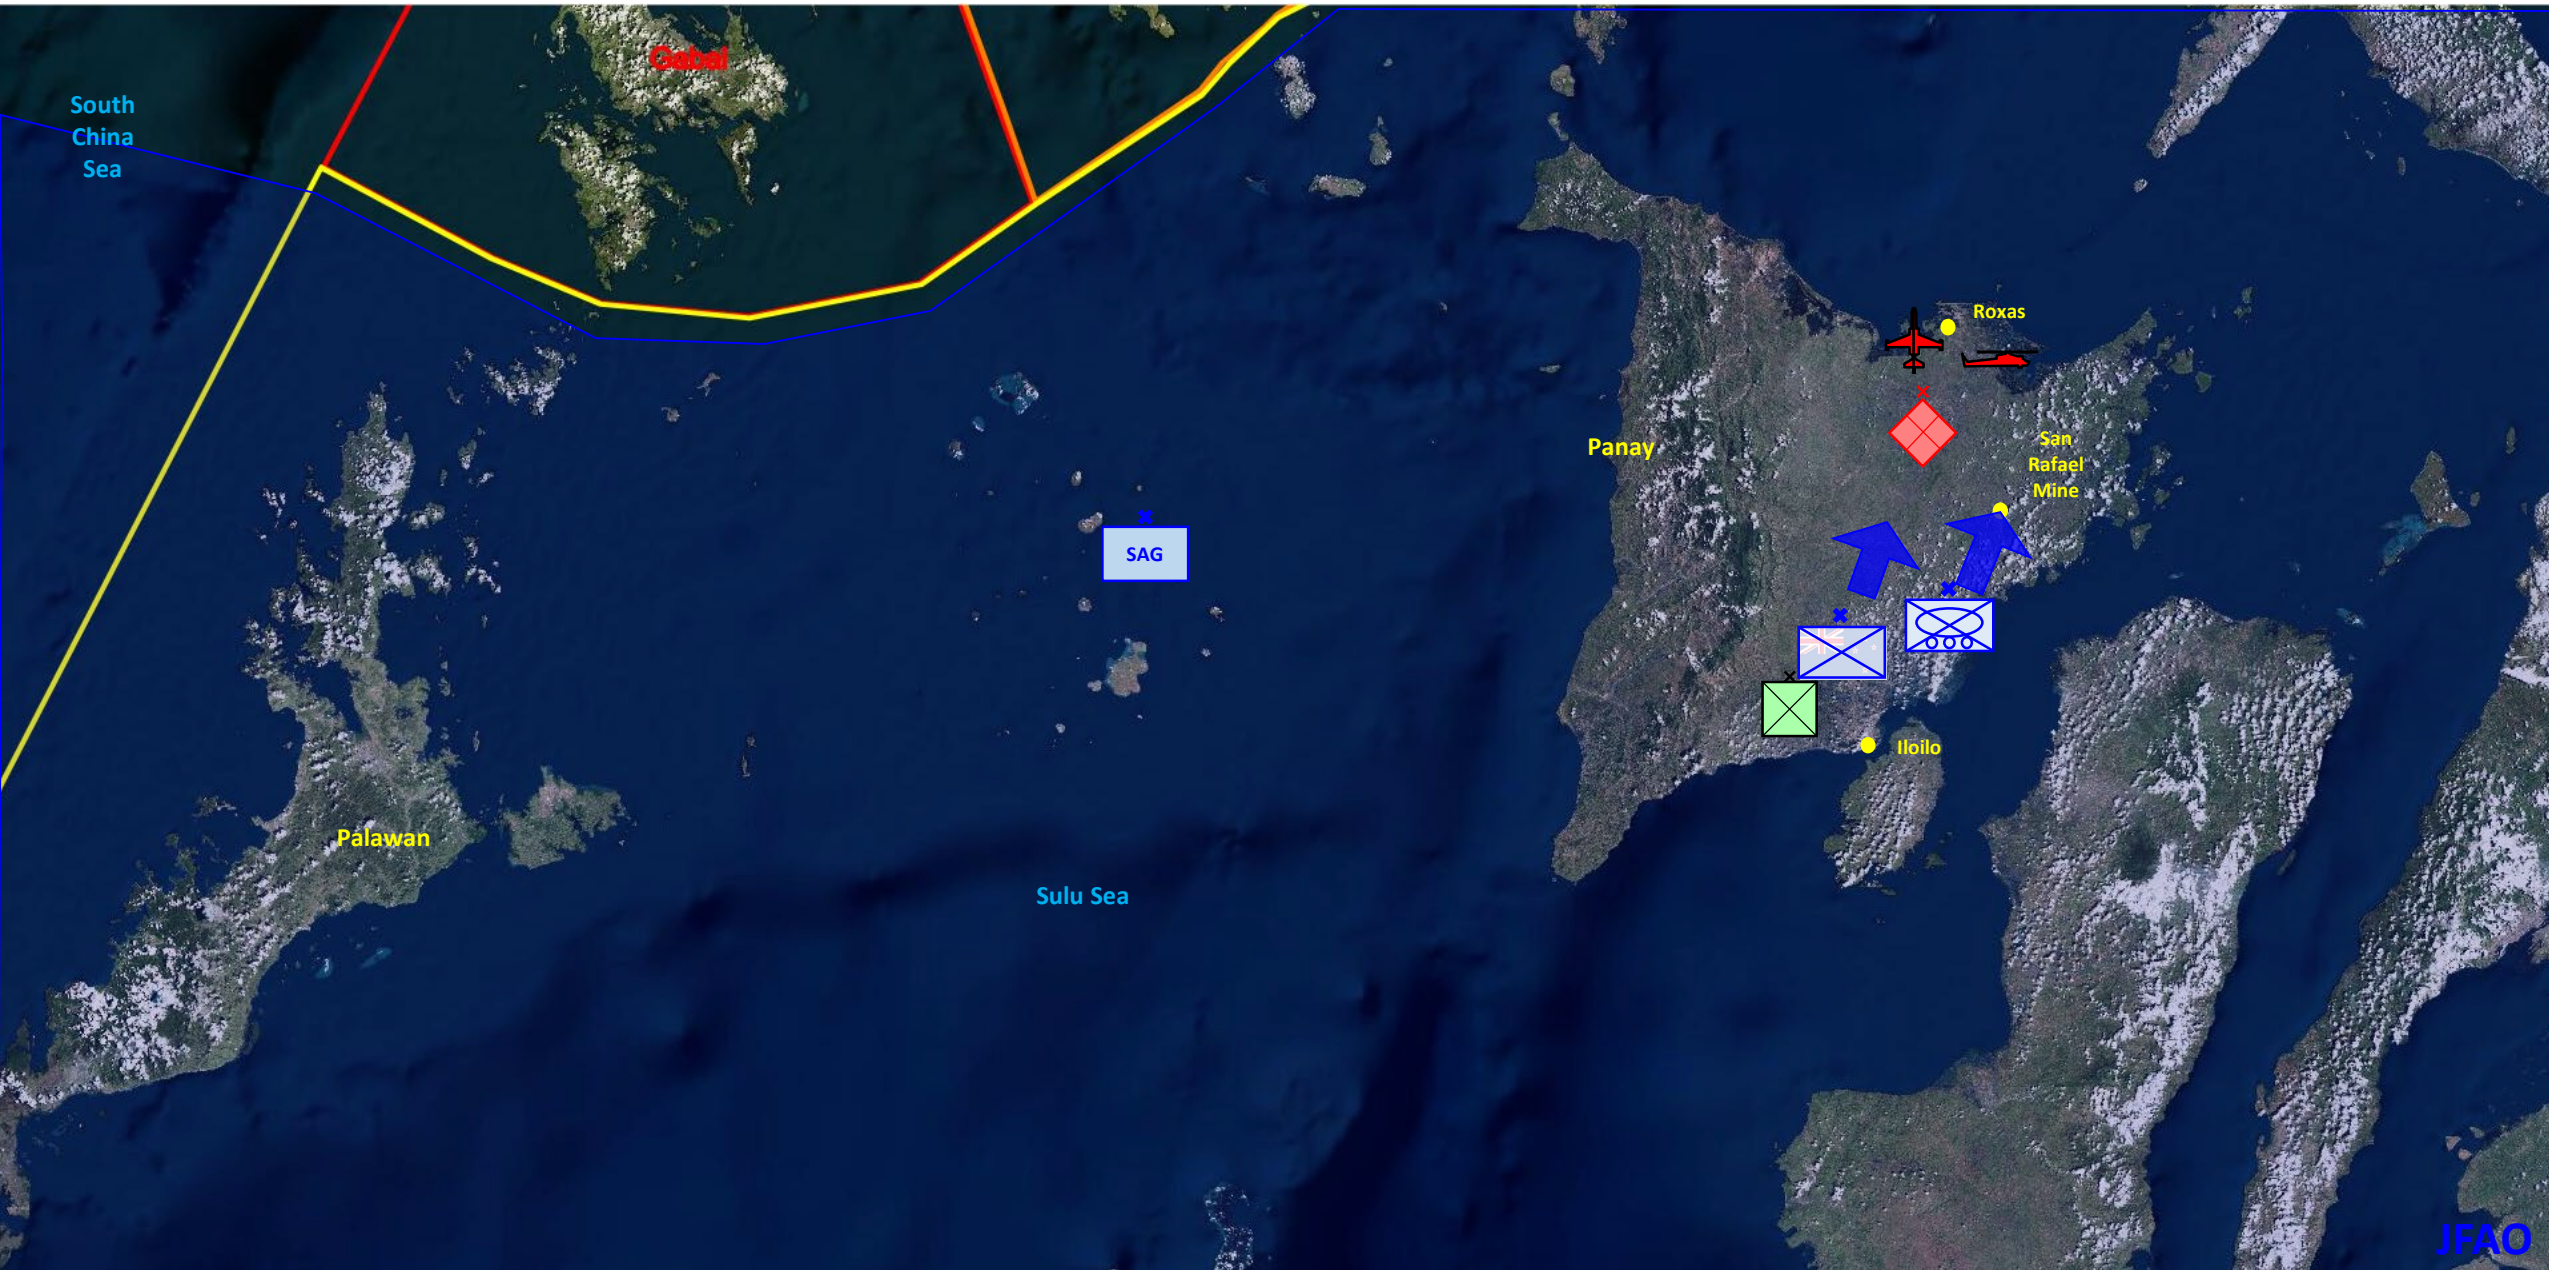 Gabal
South
China
Sea
Roxas
San
Rafael
Mine
Panay
SAG
Iloilo
Palawan
Sulu Sea
JFAO